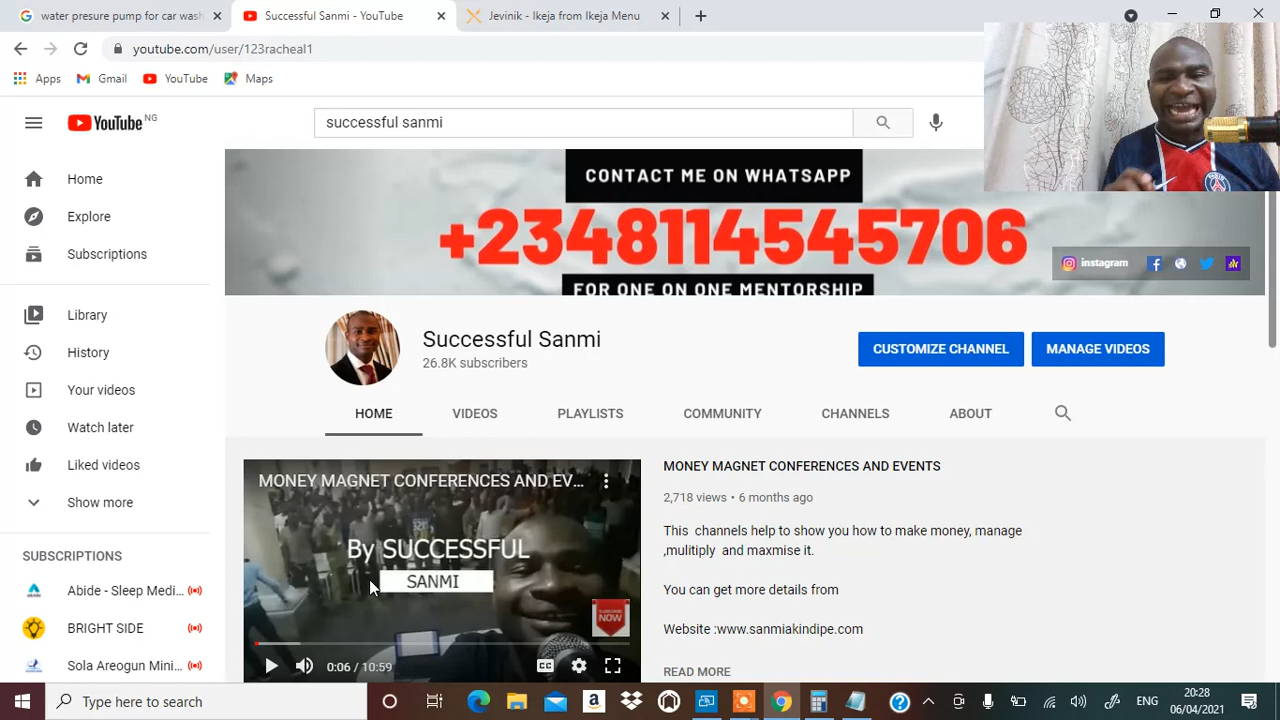 water presure pump for car wash
Successful Sanmi - YouTube
Jevinik - Ikeja from Ikeja Menu
youtube.com/user/123racheal1
Apps
Gmail
YouTube
Maps
YouTube NG
successful sanmi
Home
Explore
Subscriptions
Library
History
Your videos
Watch later
Liked videos
Show more
SUBSCRIPTIONS
Abide - Sleep Medi...
BRIGHT SIDE
Sola Areogun Mini...
CONTACT ME ON WHATSAPP
+2348114545706
FOR ONE ON ONE MENTORSHIP
instagram
Successful Sanmi
26.8K subscribers
CUSTOMIZE CHANNEL
MANAGE VIDEOS
HOME
VIDEOS
PLAYLISTS
COMMUNITY
CHANNELS
ABOUT
MONEY MAGNET CONFERENCES AND EV...
By SUCCESSFUL
SANMI
SUBSCRIBE
NOW
0:06 / 10:59
CC
MONEY MAGNET CONFERENCES AND EVENTS
2,718 views • 6 months ago
This channels help to show you how to make money, manage
,mulitiply and maxmise it.
You can get more details from
Website :www.sanmiakindipe.com
READ MORE
Type here to search
ENG
20:28
06/04/2021